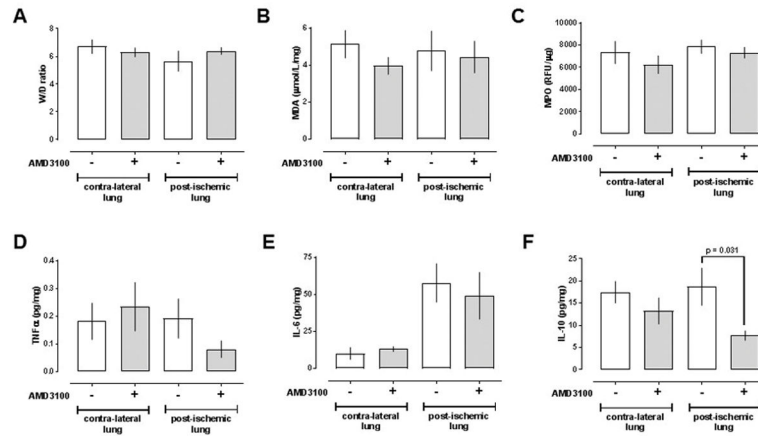 A
W/D ratio
8
6
4
2
0
AMD3100
- + - +
contra-lateral lung
post-ischemic lung
B
MDA (µmol/L/mg)
6
4
2
0
AMD3100
- + - +
contra-lateral lung
post-ischemic lung
C
MPO (RFU/µg)
10000
8000
6000
4000
2000
0
AMD3100
- + - +
contra-lateral lung
post-ischemic lung
D
TNFα (pg/mg)
0.4
0.3
0.2
0.1
0.0
AMD3100
- + - +
contra-lateral lung
post-ischemic lung
E
IL-6 (pg/mg)
75
50
25
0
AMD3100
- + - +
contra-lateral lung
post-ischemic lung
F
IL-10 (pg/mg)
25
20
15
10
5
0
p = 0.031
AMD3100
- + - +
contra-lateral lung
post-ischemic lung